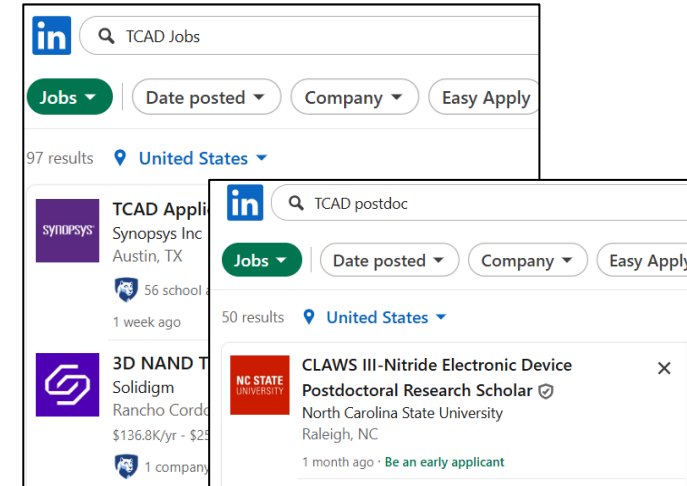 in
TCAD Jobs
Jobs
Date posted
Company
Easy Apply
97 results
United States
SYNOPSYS
TCAD
Synopsys Inc
Austin, TX
56 school
1 week ago
3D NAND
Solidigm
Rancho
$136.8K/yr -
1 company
in
TCAD postdoc
Jobs
Date posted
Company
Easy Apply
50 results
United States
NC STATE
UNIVERSITY
CLAWS III-Nitride Electronic Device
Postdoctoral Research Scholar
North Carolina State University
Raleigh, NC
1 month ago · Be an early applicant